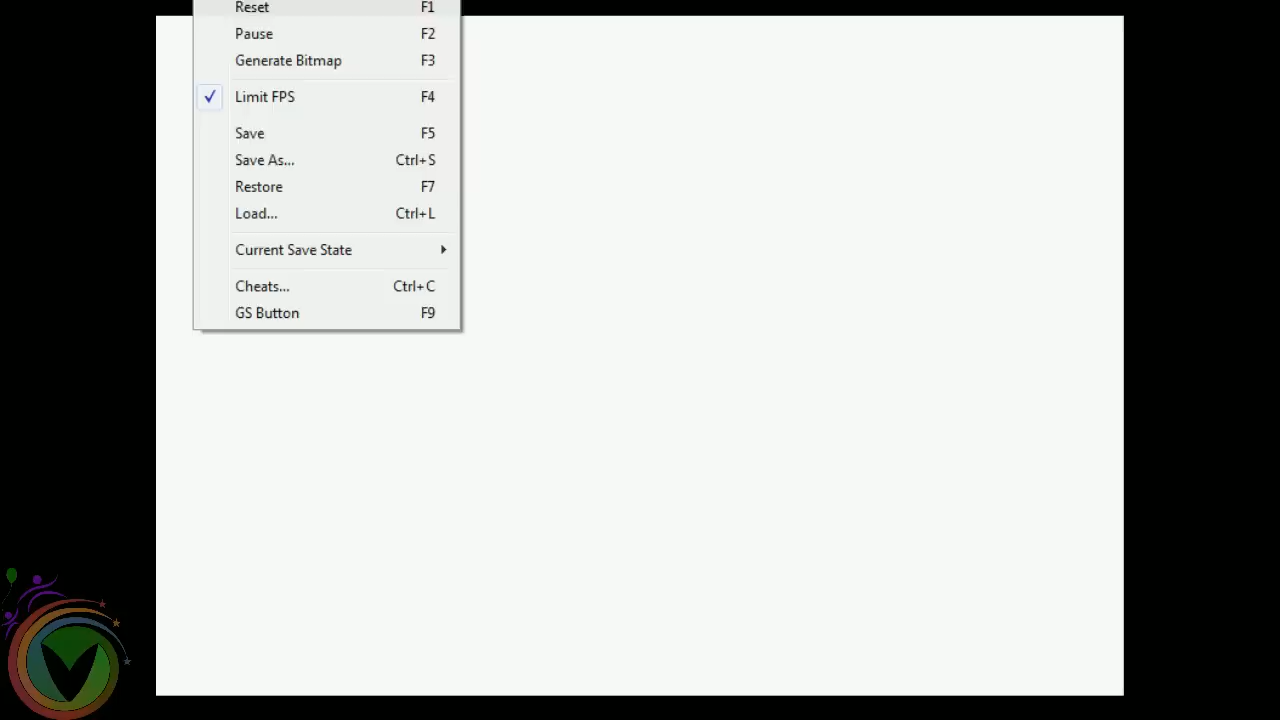 Reset F1
Pause F2
Generate Bitmap F3
Limit FPS F4
Save F5
Save As... Ctrl+S
Restore F7
Load... Ctrl+L
Current Save State
Cheats... Ctrl+C
GS Button F9